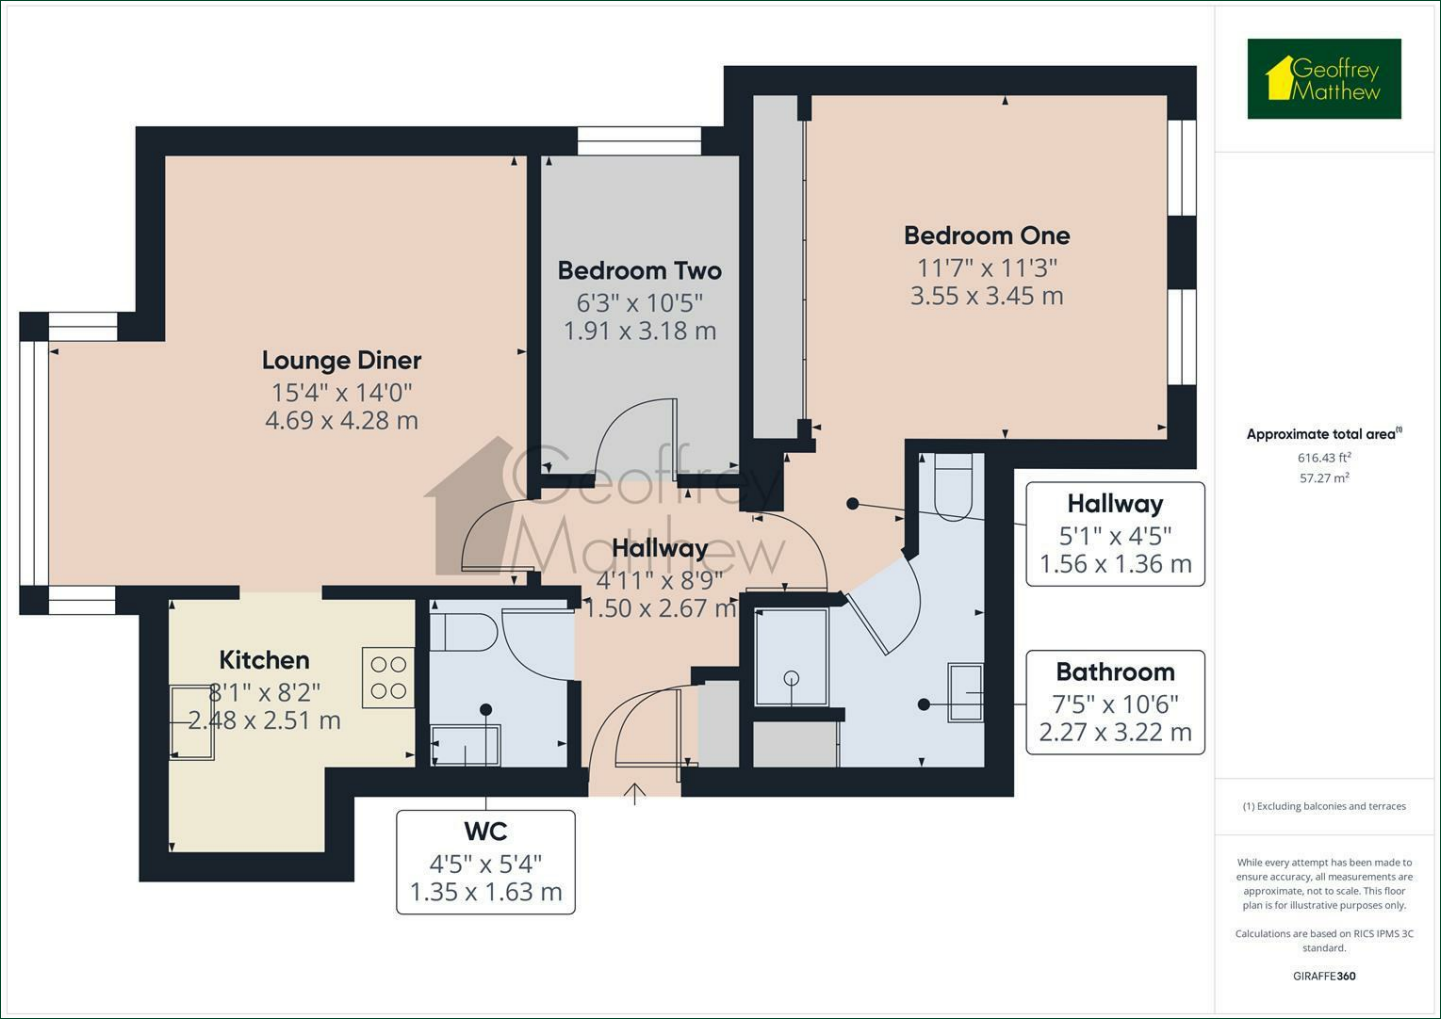 Geoffrey
Matthew
Bedroom One
11'7" x 11'3"
3.55 x 3.45 m
Bedroom Two
6'3" x 10'5"
1.91 x 3.18 m
Lounge Diner
15'4" x 14'0"
4.69 x 4.28 m
Geoffrey
Matthew
Hallway
4'11" x 8'9"
1.50 x 2.67 m
Hallway
5'1" x 4'5"
1.56 x 1.36 m
Kitchen
8'1" x 8'2"
2.48 x 2.51 m
Bathroom
7'5" x 10'6"
2.27 x 3.22 m
WC
4'5" x 5'4"
1.35 x 1.63 m
Approximate total area⁽¹⁾
616.43 ft²
57.27 m²
(1) Excluding balconies and terraces
While every attempt has been made to
ensure accuracy, all measurements are
approximate, not to scale. This floor
plan is for illustrative purposes only.
Calculations are based on RICS IPMS 3C
standard.
GIRAFFE360